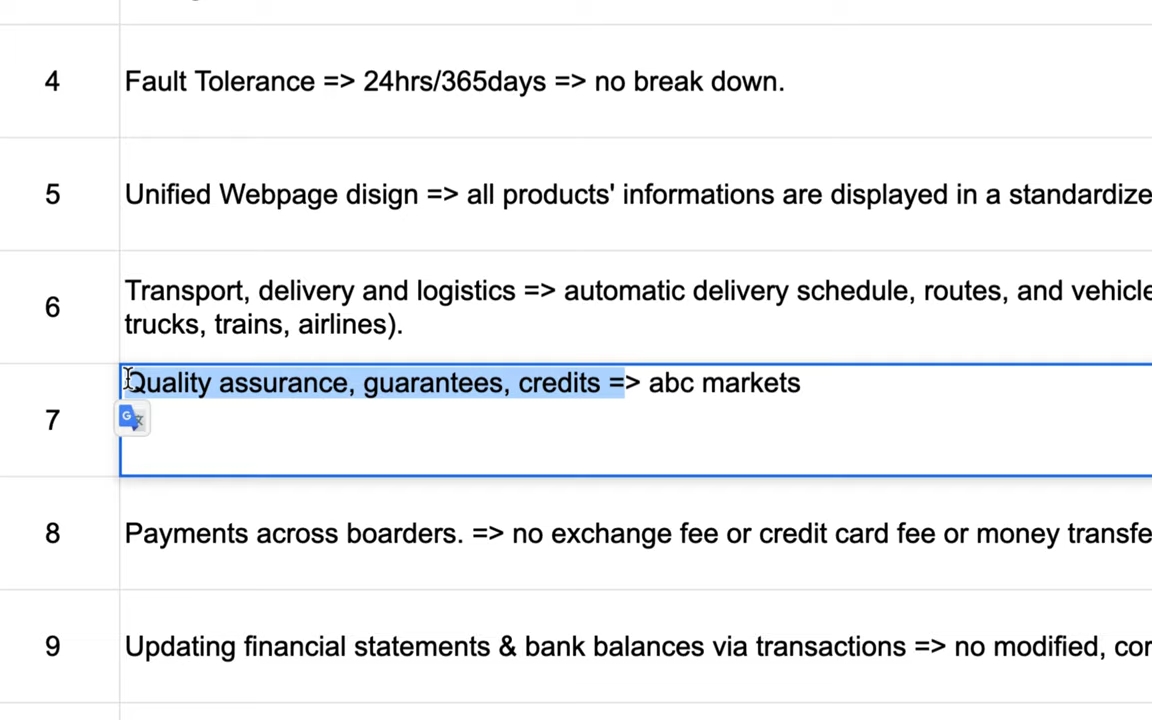 4
Fault Tolerance => 24hrs/365days => no break down.
5
Unified Webpage disign => all products' informations are displayed in a standardize
6
Transport, delivery and logistics => automatic delivery schedule, routes, and vehicle
trucks, trains, airlines).
7
Quality assurance, guarantees, credits => abc markets
8
Payments across boarders. => no exchange fee or credit card fee or money transfe
9
Updating financial statements & bank balances via transactions => no modified, cor